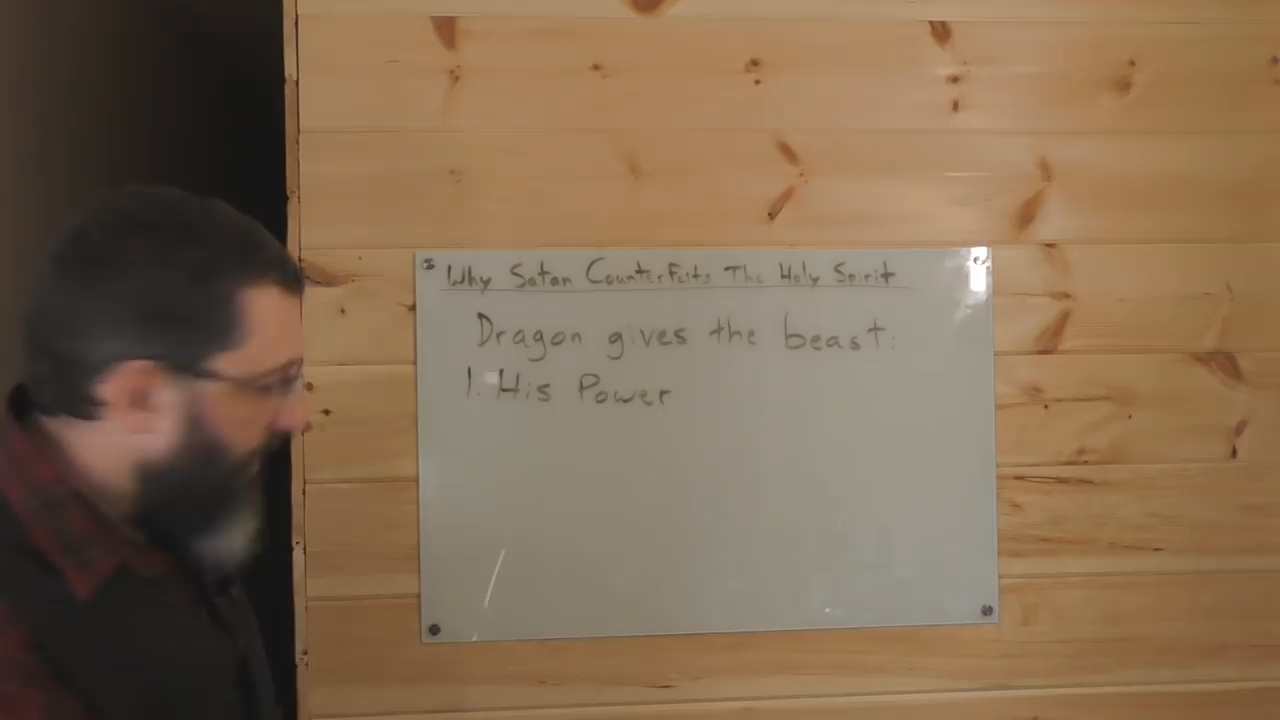 Why Satan Counterfeits The Holy Spirit
Dragon gives the beast:
1. His Power